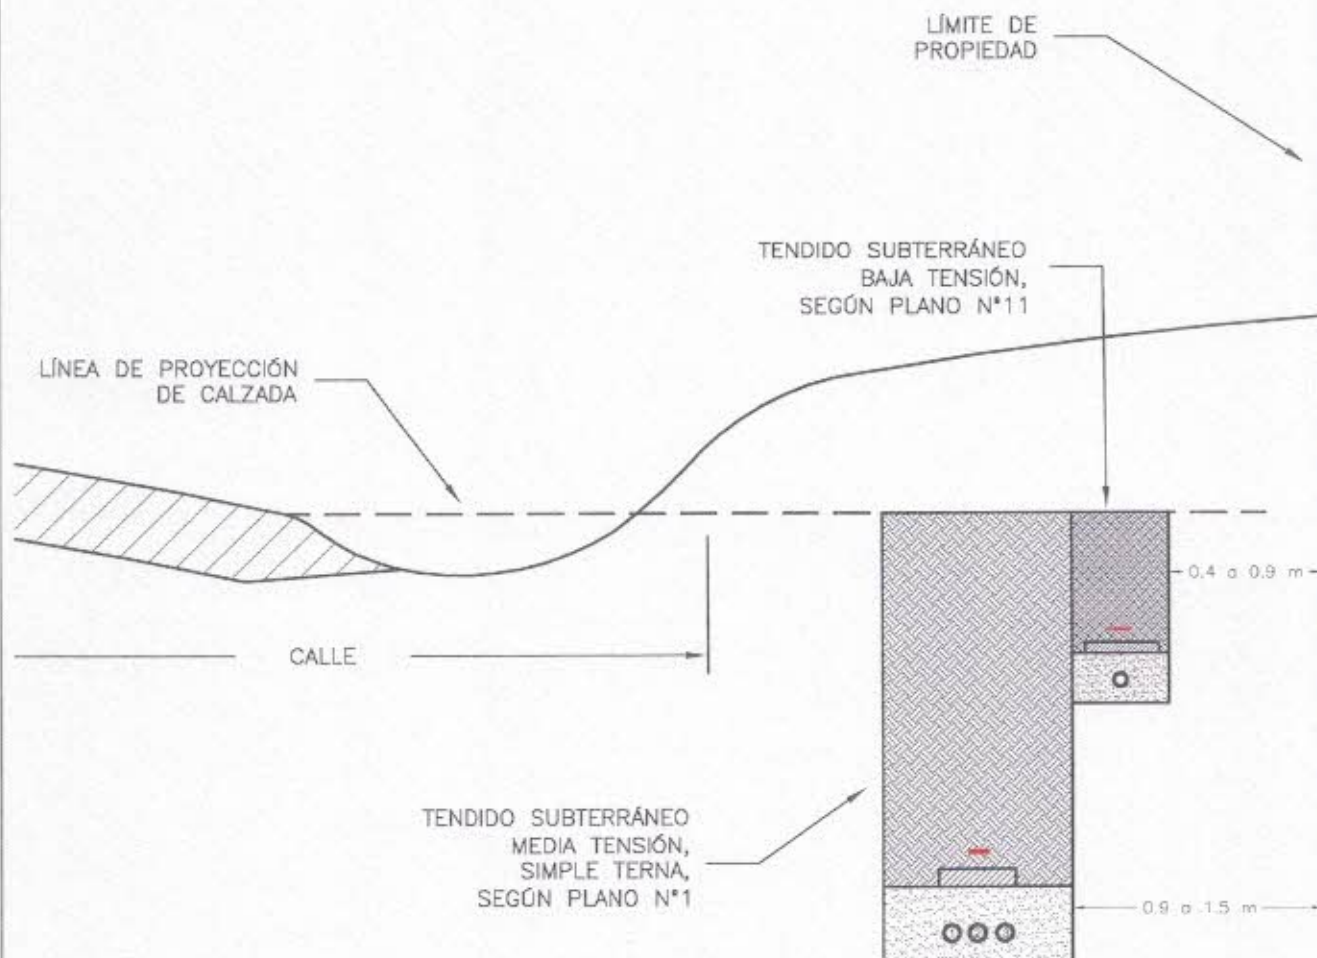 LÍMITE DE
PROPIEDAD
TENDIDO SUBTERRÁNEO
BAJA TENSIÓN,
SEGÚN PLANO N°11
LÍNEA DE PROYECCIÓN
DE CALZADA
0.4 a 0.9 m
CALLE
TENDIDO SUBTERRÁNEO
MEDIA TENSIÓN,
SIMPLE TERNA,
SEGÚN PLANO N°1
0.9 a 1.5 m